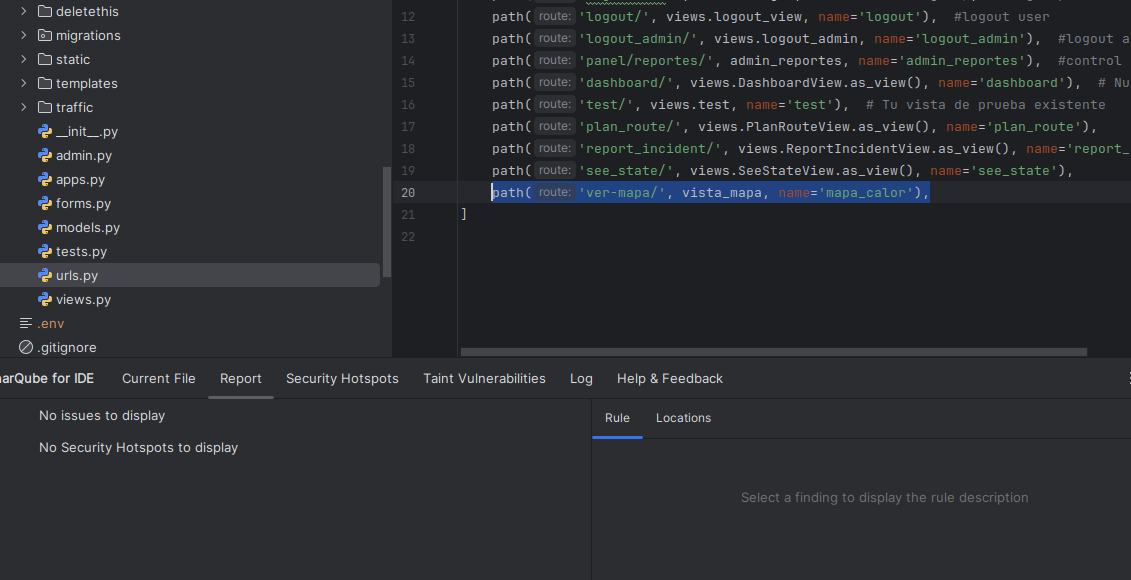 deletethis
migrations
static
templates
traffic
__init__.py
admin.py
apps.py
forms.py
models.py
tests.py
urls.py
views.py
.env
.gitignore
12 path( route: 'logout/', views.logout_view, name='logout'),  #logout user
13 path( route: 'logout_admin/', views.logout_admin, name='logout_admin'),  #logout a
14 path( route: 'panel/reportes/', admin_reportes, name='admin_reportes'),  #control
15 path( route: 'dashboard/', views.DashboardView.as_view(), name='dashboard'),  # Nu
16 path( route: 'test/', views.test, name='test'),  # Tu vista de prueba existente
17 path( route: 'plan_route/', views.PlanRouteView.as_view(), name='plan_route'),
18 path( route: 'report_incident/', views.ReportIncidentView.as_view(), name='report_
19 path( route: 'see_state/', views.SeeStateView.as_view(), name='see_state'),
20 path( route: 'ver-mapa/', vista_mapa, name='mapa_calor'),
21 ]
22
narQube for IDE Current File Report Security Hotspots Taint Vulnerabilities Log Help & Feedback
No issues to display
No Security Hotspots to display
Rule Locations
Select a finding to display the rule description